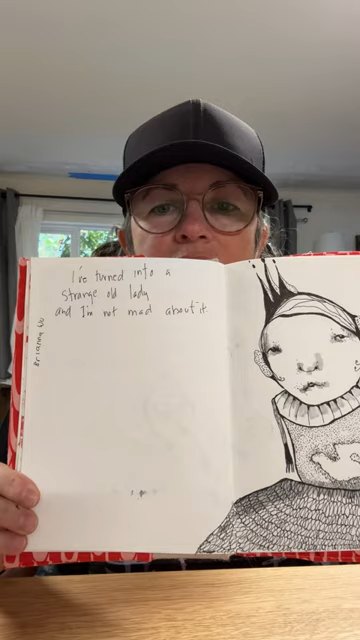 I've turned into a
strange old lady
and I'm not mad about it.